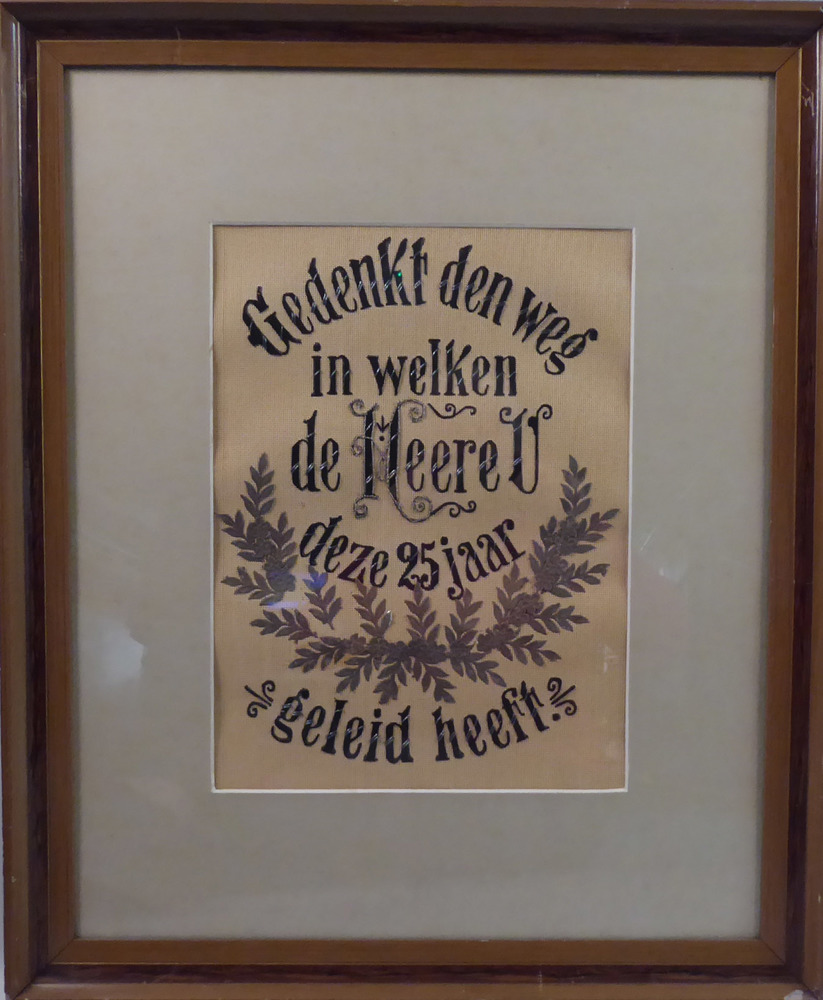 Gedenkt den weg
in welken
de Heere U
deze 25 jaar
geleid heeft.